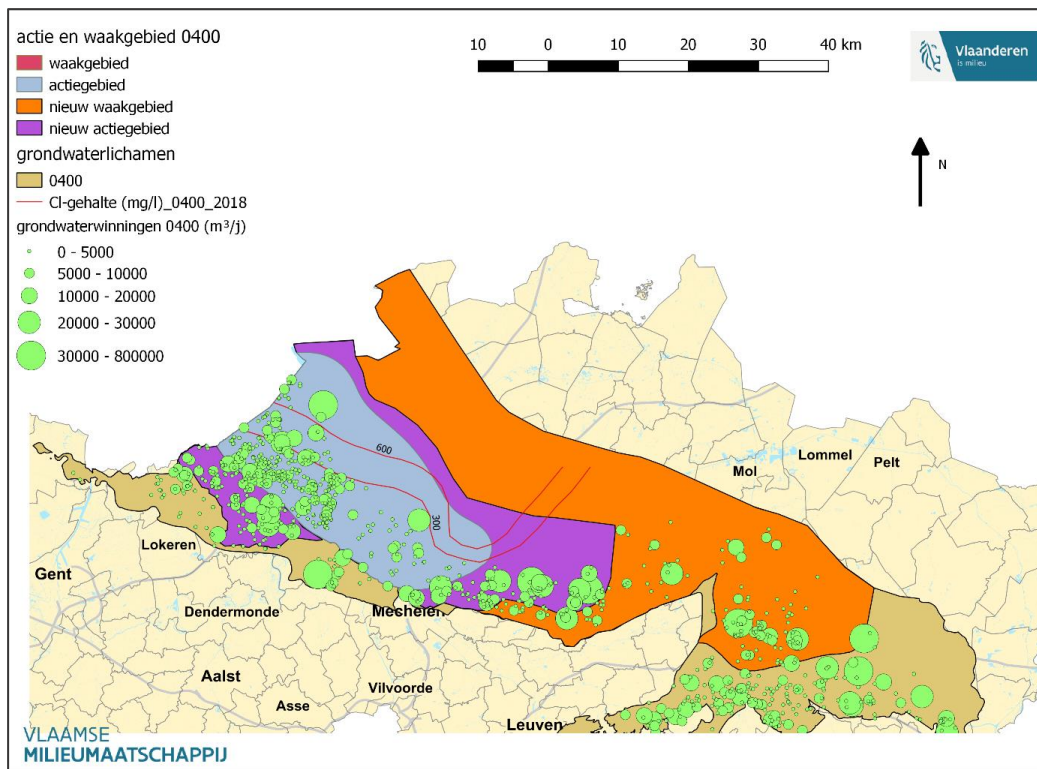 actie en waakgebied 0400
waakgebied
actiegebied
nieuw waakgebied
nieuw actiegebied
grondwaterlichamen
0400
Cl-gehalte (mg/l)_0400_2018
grondwaterwinningen 0400 (m³/j)
0 - 5000
5000 - 10000
10000 - 20000
20000 - 30000
30000 - 800000
10 0 10 20 30 40 km
Vlaanderen
is milieu
N
600
300
Mol
Lommel
Pelt
Lokeren
Gent
Dendermonde
Mechelen
Aalst
Asse
Vilvoorde
Leuven
VLAAMSE
MILIEUMAATSCHAPPIJ